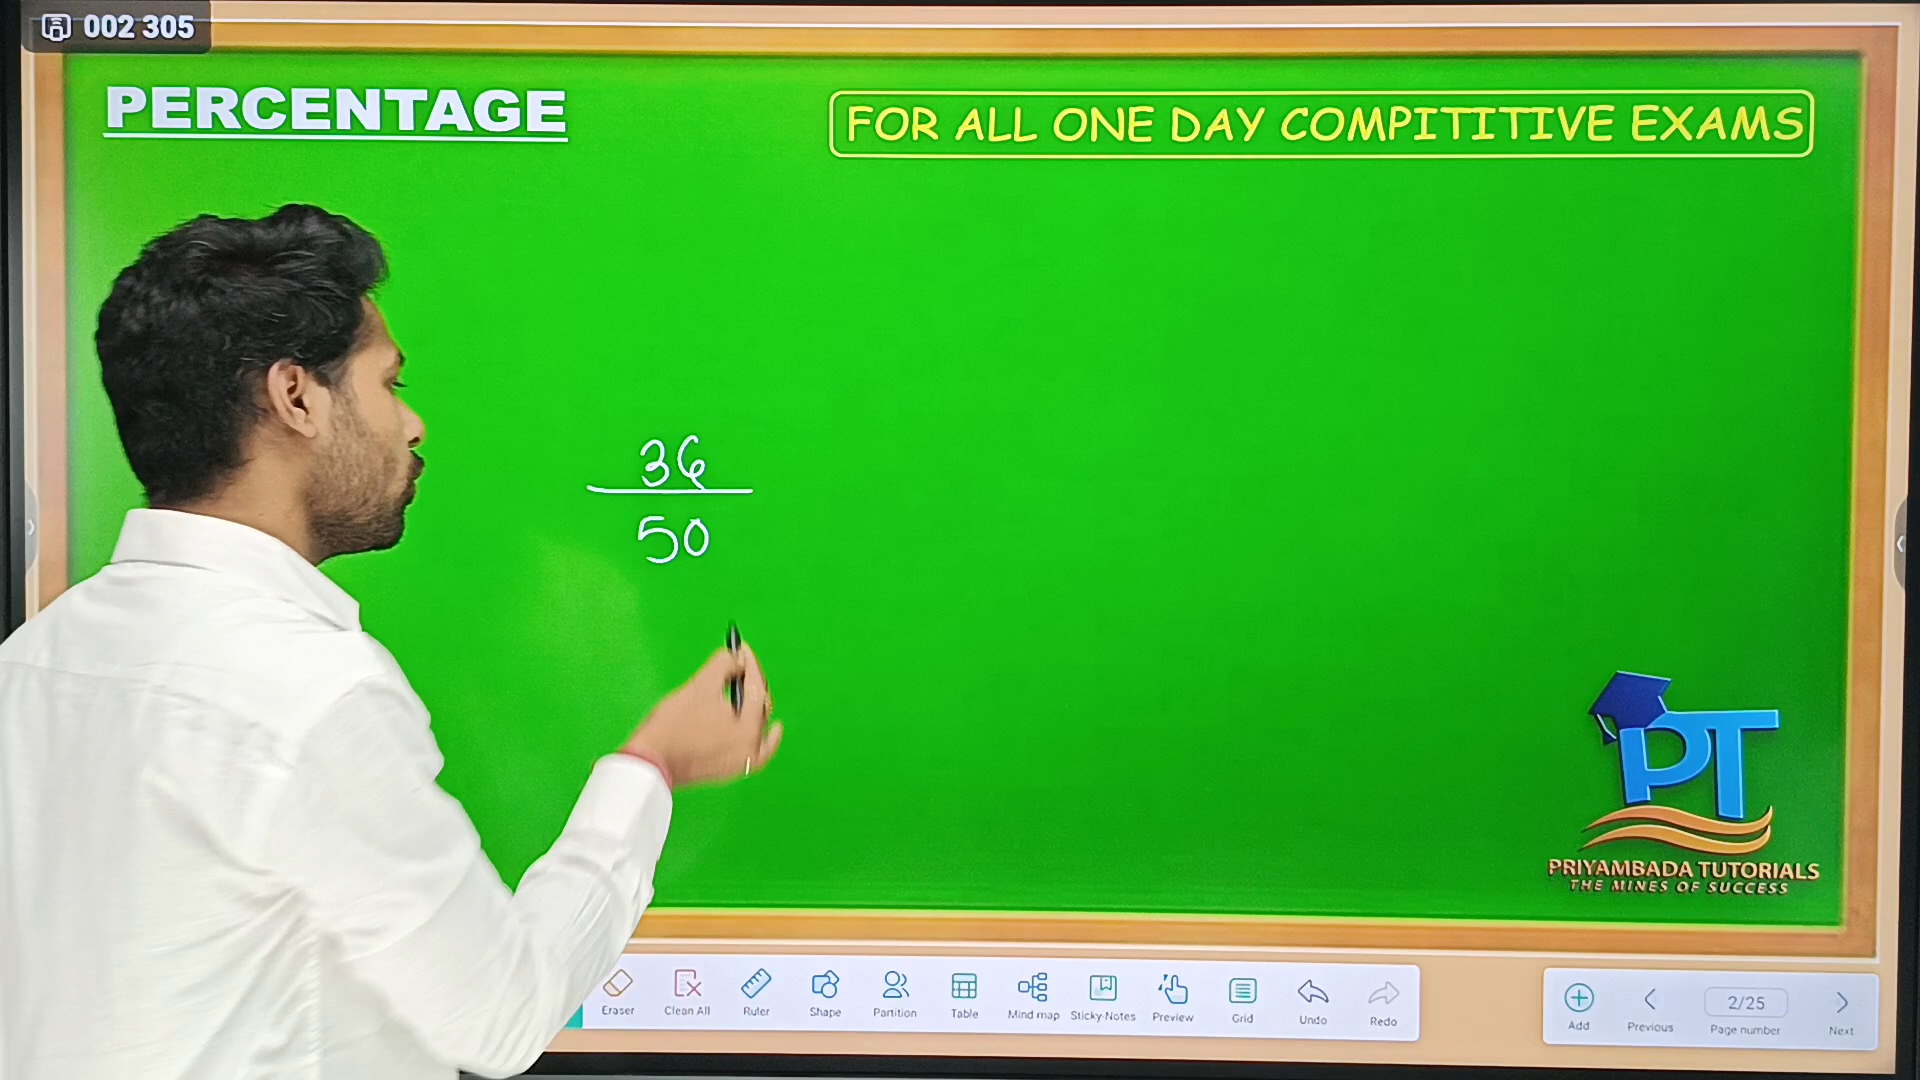 002 305
PERCENTAGE
FOR ALL ONE DAY COMPITITIVE EXAMS
36
50
PT
PRIYAMBADA TUTORIALS
THE MINES OF SUCCESS
Eraser
Clean All
Ruler
Shape
Partition
Table
Mind map
Sticky-Notes
Preview
Grid
Undo
Redo
Add
Previous
2/25
Page number
Next